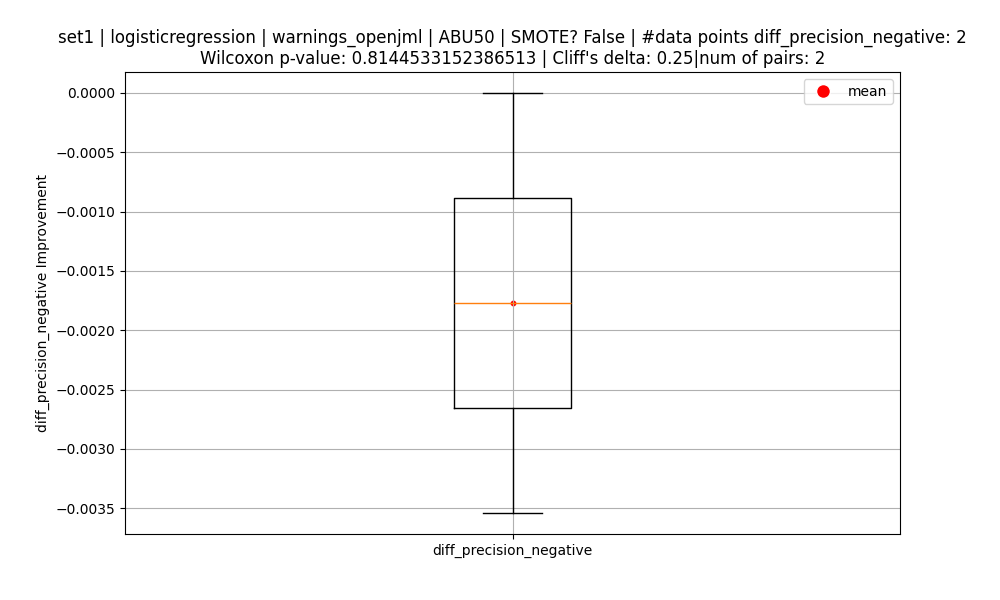 set1 | logisticregression | warnings_openjml | ABU50 | SMOTE? False | #data points diff_precision_negative: 2
Wilcoxon p-value: 0.8144533152386513 | Cliff's delta: 0.25|num of pairs: 2
mean
0.0000
−0.0005
−0.0010
−0.0015
−0.0020
−0.0025
−0.0030
−0.0035
diff_precision_negative Improvement
diff_precision_negative